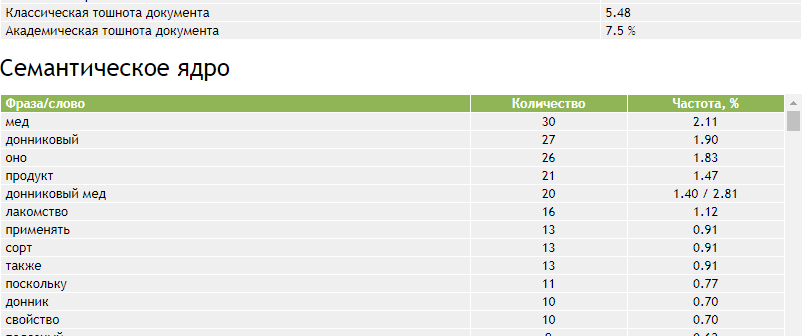 Классическая тошнота документа 5.48
Академическая тошнота документа 7.5 %
Семантическое ядро
Фраза/слово Количество Частота, %
мед 30 2.11
донниковый 27 1.90
оно 26 1.83
продукт 21 1.47
донниковый мед 20 1.40 / 2.81
лакомство 16 1.12
применять 13 0.91
сорт 13 0.91
также 13 0.91
поскольку 11 0.77
донник 10 0.70
свойство 10 0.70